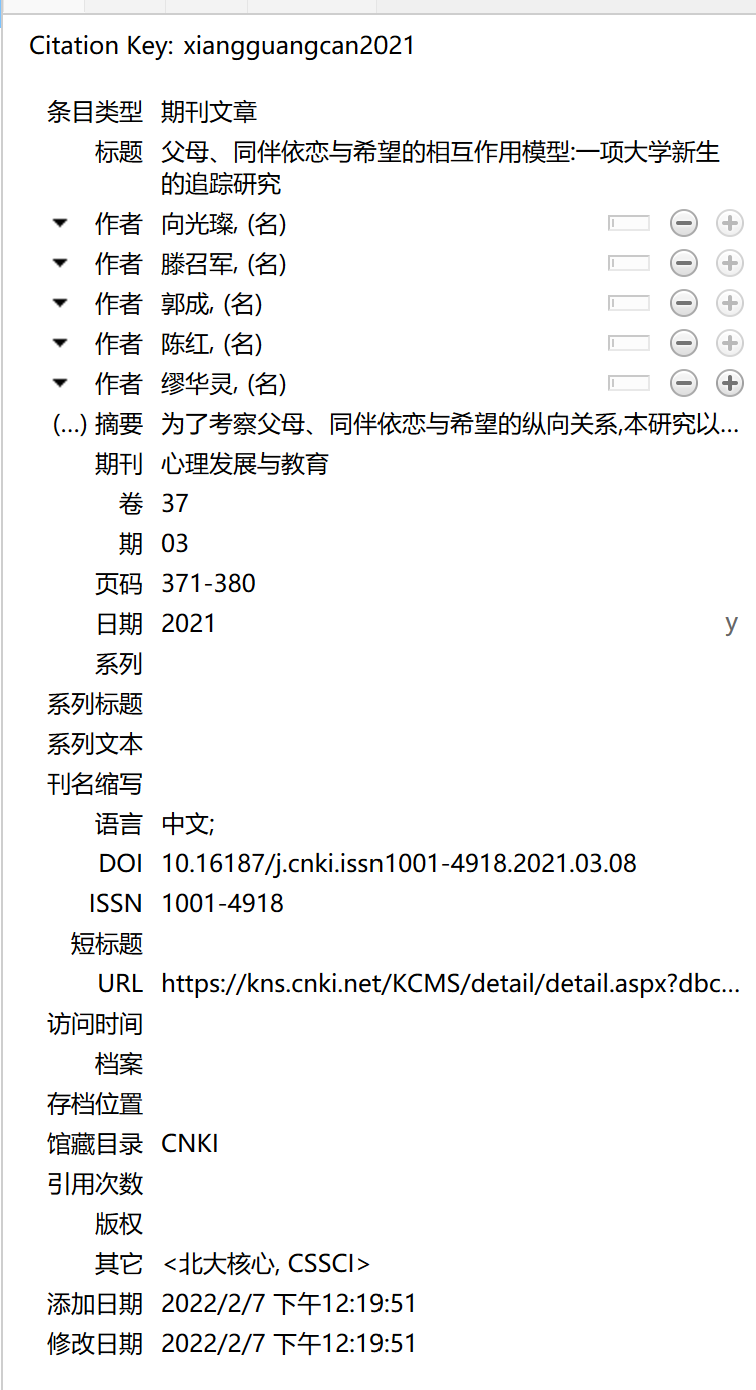 Citation Key: xiangguangcan2021
条目类型 期刊文章
标题 父母、同伴依恋与希望的相互作用模型:一项大学新生
的追踪研究
作者 向光璨, (名)
作者 滕召军, (名)
作者 郭成, (名)
作者 陈红, (名)
作者 缪华灵, (名)
(...) 摘要 为了考察父母、同伴依恋与希望的纵向关系,本研究以...
期刊 心理发展与教育
卷 37
期 03
页码 371-380
日期 2021 y
系列
系列标题
系列文本
刊名缩写
语言 中文;
DOI 10.16187/j.cnki.issn1001-4918.2021.03.08
ISSN 1001-4918
短标题
URL https://kns.cnki.net/KCMS/detail/detail.aspx?dbc...
访问时间
档案
存档位置
馆藏目录 CNKI
引用次数
版权
其它 <北大核心, CSSCI>
添加日期 2022/2/7 下午12:19:51
修改日期 2022/2/7 下午12:19:51